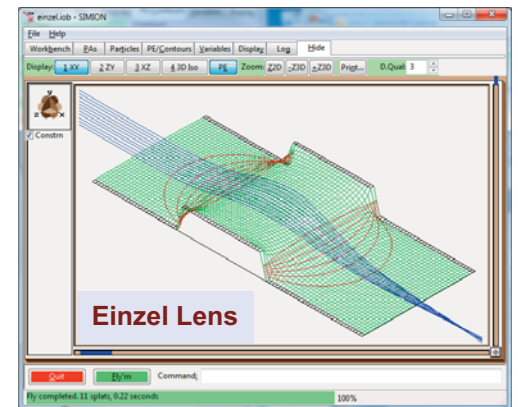 einzel.iob - SIMION
File Help
Workbench PAs Particles PE/Contours Variables Display Log Hide
Display: 1 XY 2 ZY 3 XZ 4 3D Iso PE Zoom: Z2D -Z3D +Z3D Print... D.Qual: 3
y
z x
Constrn
Einzel Lens
Quit Fly'm Command:
Fly completed. 11 splats, 0.22 seconds 100%